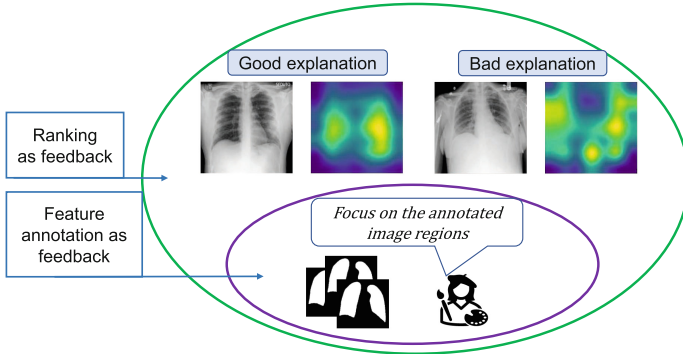 Good explanation
Bad explanation
Ranking
as feedback
Feature
annotation as
feedback
Focus on the annotated
image regions